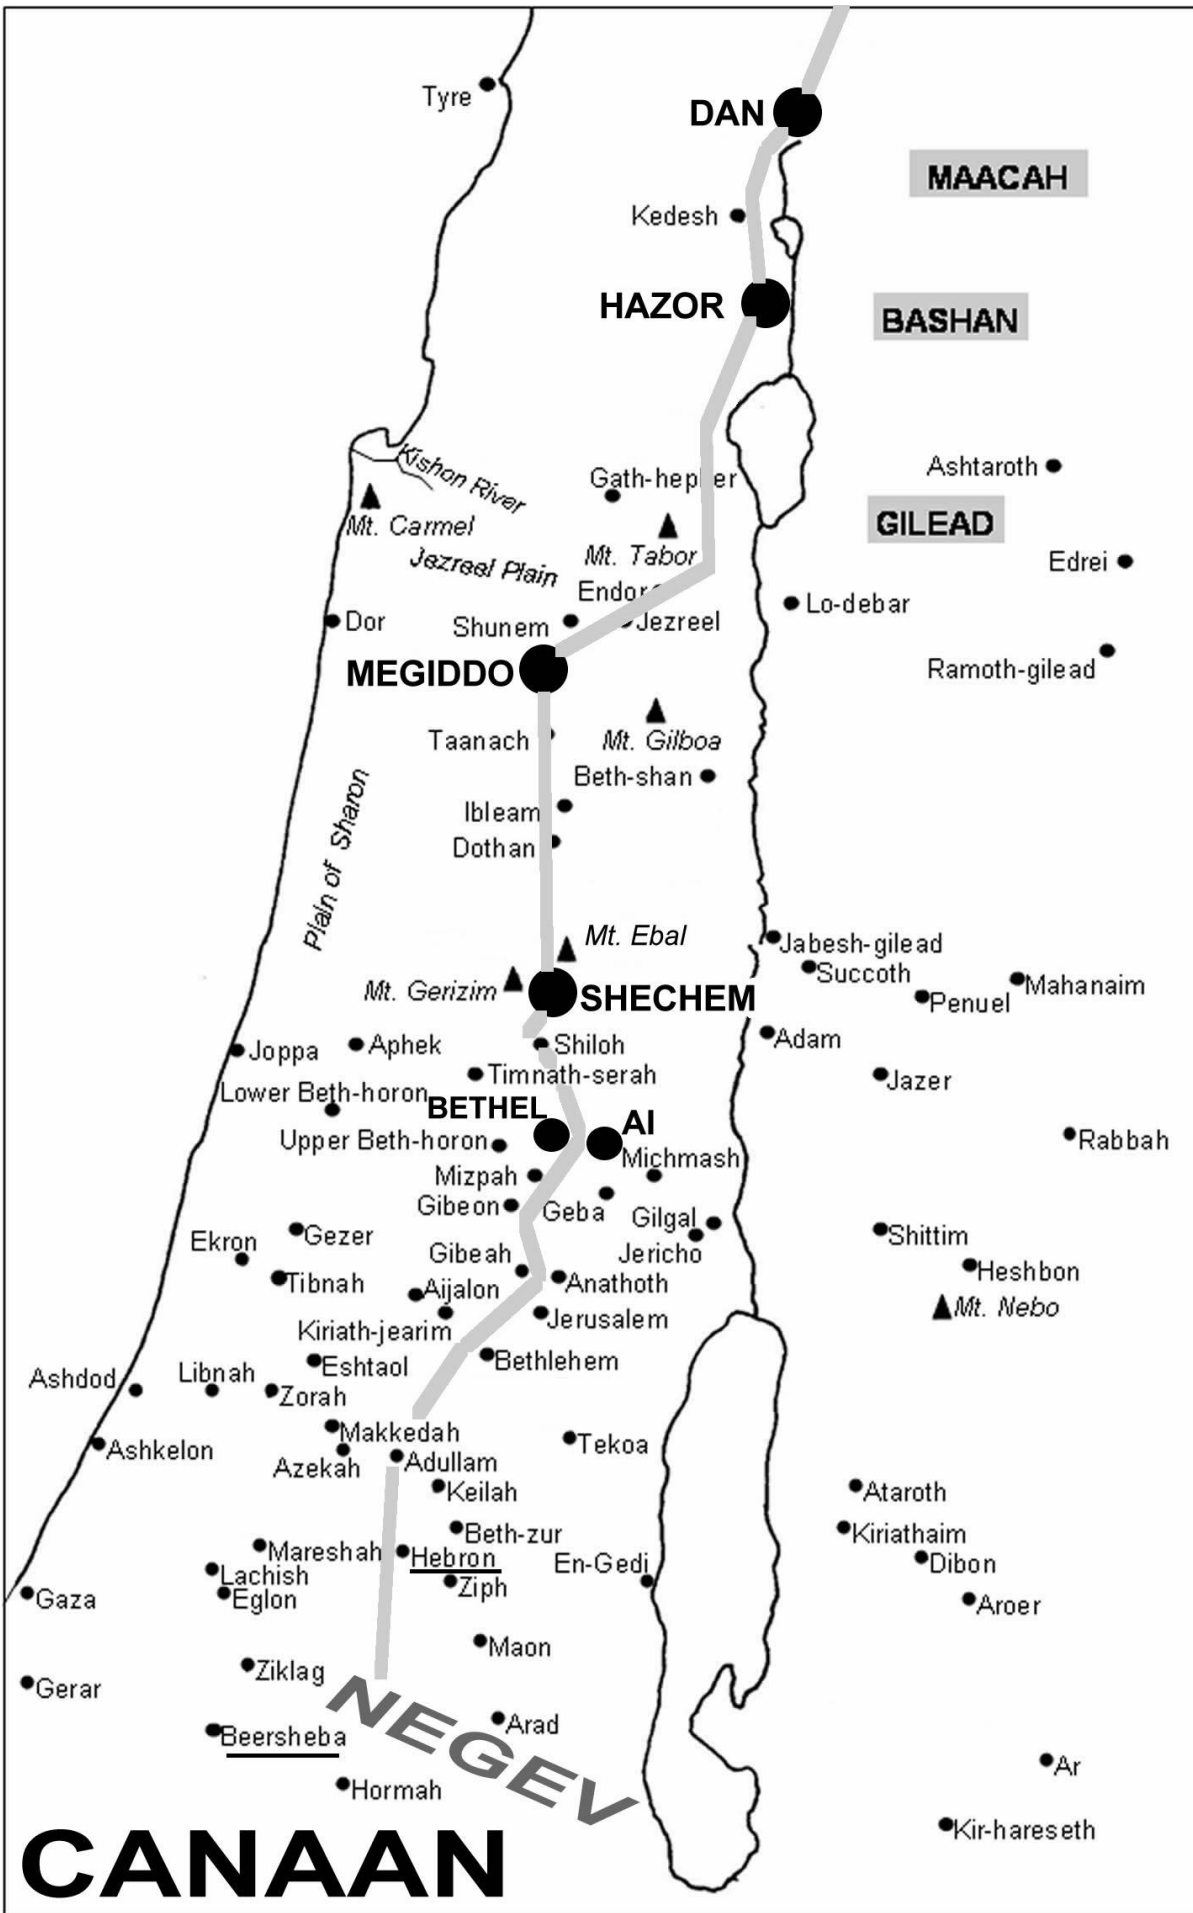 Tyre
DAN
MAACAH
Kedesh
HAZOR
BASHAN
Kishon River
Gath-hepher
Ashtaroth
Mt. Carmel
GILEAD
Mt. Tabor
Jezreel Plain
Edrei
Endor
Lo-debar
Dor
Shunem
Jezreel
MEGIDDO
Ramoth-gilead
Taanach
Mt. Gilboa
Beth-shan
Ibleam
Dothan
Plain of Sharon
Mt. Ebal
Jabesh-gilead
Succoth
Mt. Gerizim
SHECHEM
Mahanaim
Penuel
Joppa
Aphek
Shiloh
Adam
Timnath-serah
Jazer
Lower Beth-horon
BETHEL
AI
Upper Beth-horon
Michmash
Rabbah
Mizpah
Gibeon
Geba
Gilgal
Ekron
Gezer
Shittim
Gibeah
Jericho
Tibnah
Aijalon
Anathoth
Heshbon
Kiriath-jearim
Jerusalem
Mt. Nebo
Ashdod
Libnah
Eshtaol
Bethlehem
Zorah
Makkedah
Ashkelon
Azekah
Adullam
Tekoa
Keilah
Ataroth
Beth-zur
Kiriathaim
Mareshah
Hebron
En-Gedi
Dibon
Lachish
Ziph
Gaza
Eglon
Aroer
Maon
Ziklag
Gerar
NEGEV
Arad
Beersheba
Ar
Hormah
Kir-hareseth
CANAAN